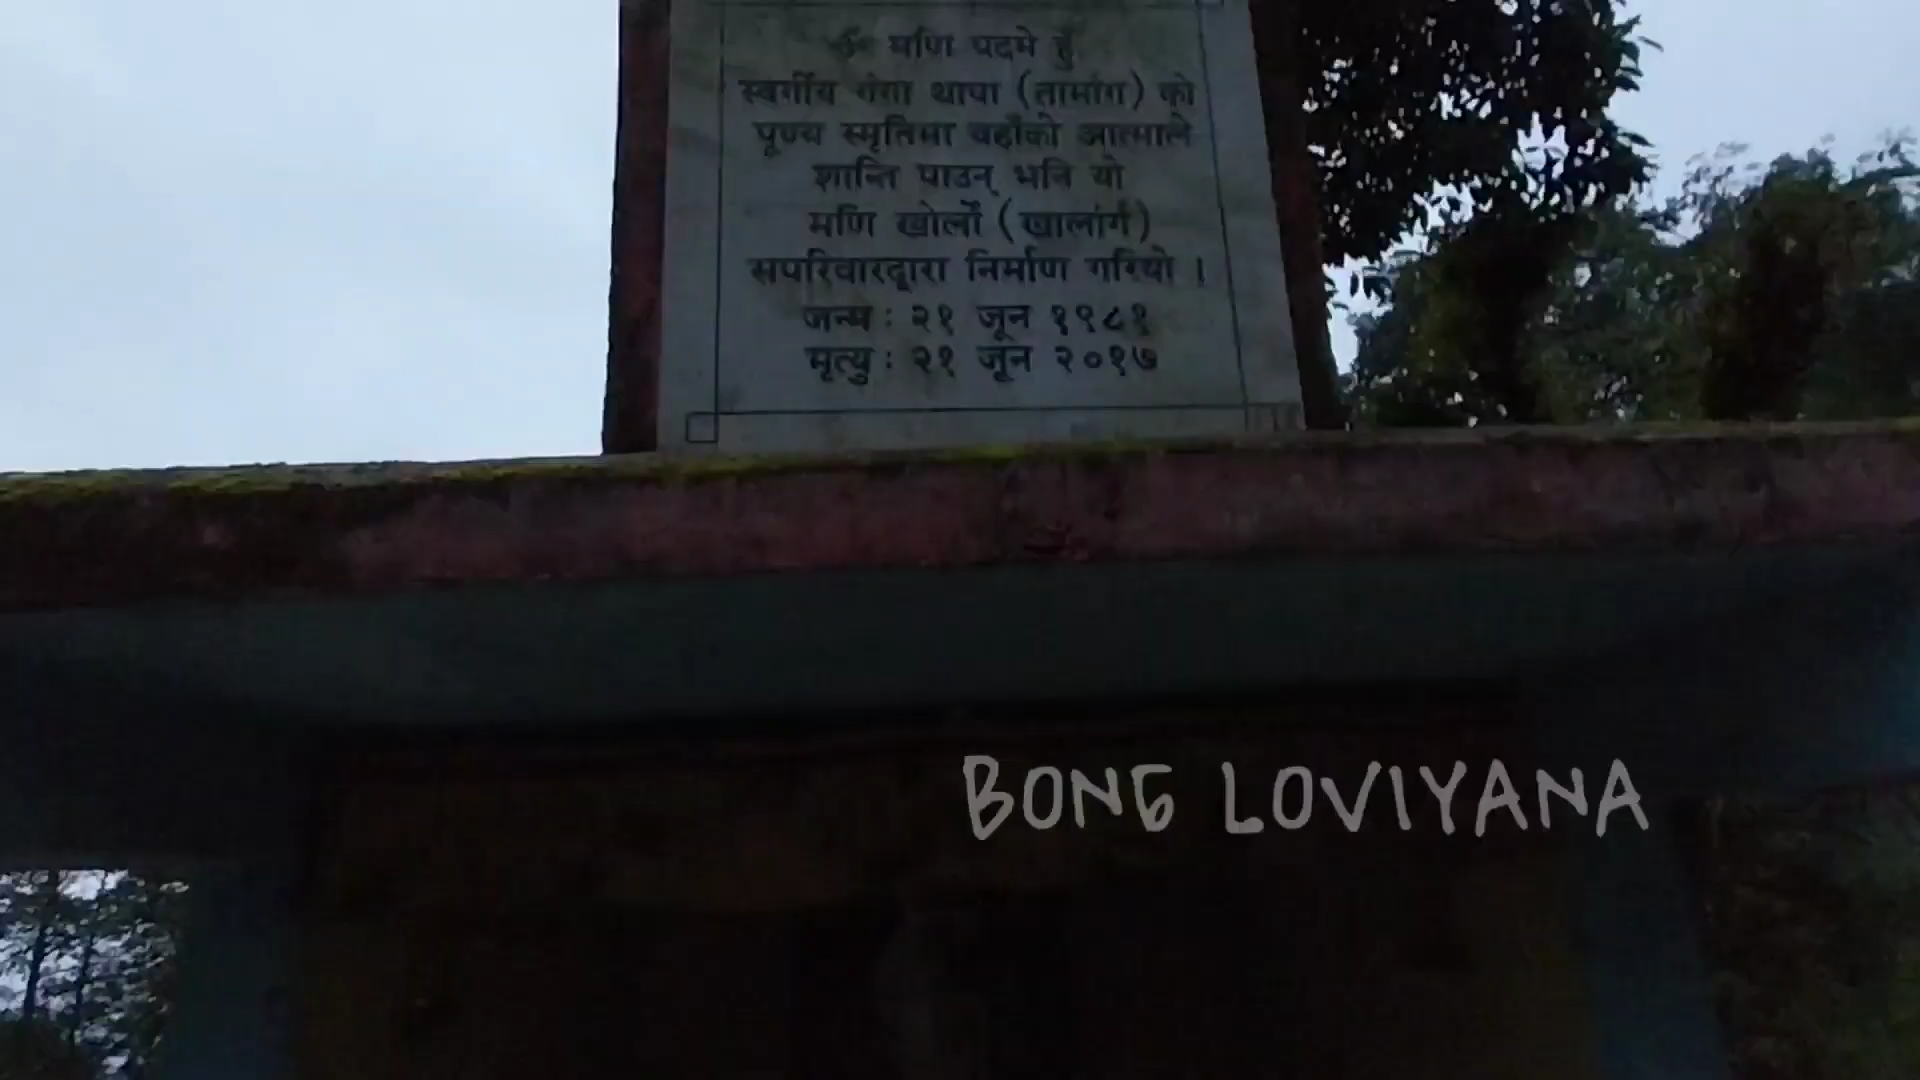 ॐ मणि पदमे हुँ
स्वर्गीय गंगा थापा (तामांग) को
पूण्य स्मृतिमा वहाँको आत्माले
शान्ति पाउन् भनि यो
मणि खोर्लो (खालांर्ग)
सपरिवारद्वारा निर्माण गरियो ।
जन्म : २१ जून १९८१
मृत्यु : २१ जून २०१७
BONG LOVIYANA